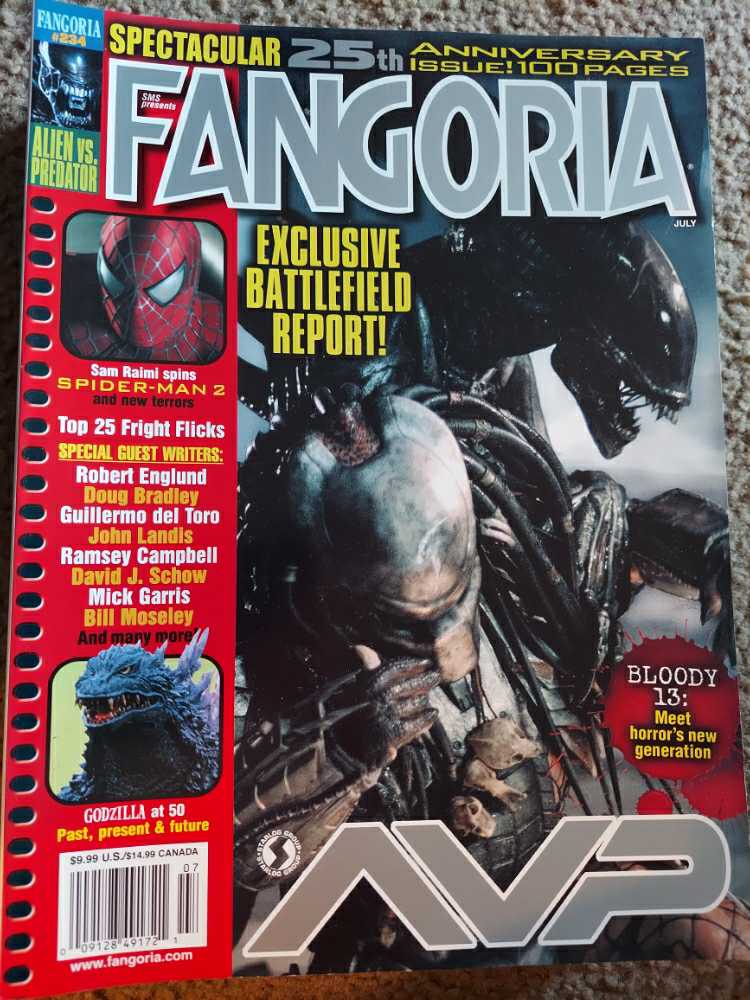 FANGORIA
#234
ALIEN VS.
PREDATOR
SPECTACULAR 25th ANNIVERSARY
ISSUE! 100 PAGES
SMS
presents
FANGORIA
®
JULY
EXCLUSIVE
BATTLEFIELD
REPORT!
Sam Raimi spins
SPIDER-MAN 2
and new terrors
Top 25 Fright Flicks
SPECIAL GUEST WRITERS:
Robert Englund
Doug Bradley
Guillermo del Toro
John Landis
Ramsey Campbell
David J. Schow
Mick Garris
Bill Moseley
And many more!
BLOODY
13:
Meet
horror's new
generation
GODZILLA at 50
Past, present & future
STARLOG GROUP
STARLOG GROUP
S
AVP
$9.99 U.S./$14.99 CANADA
07
0 09128 49172 1
www.fangoria.com